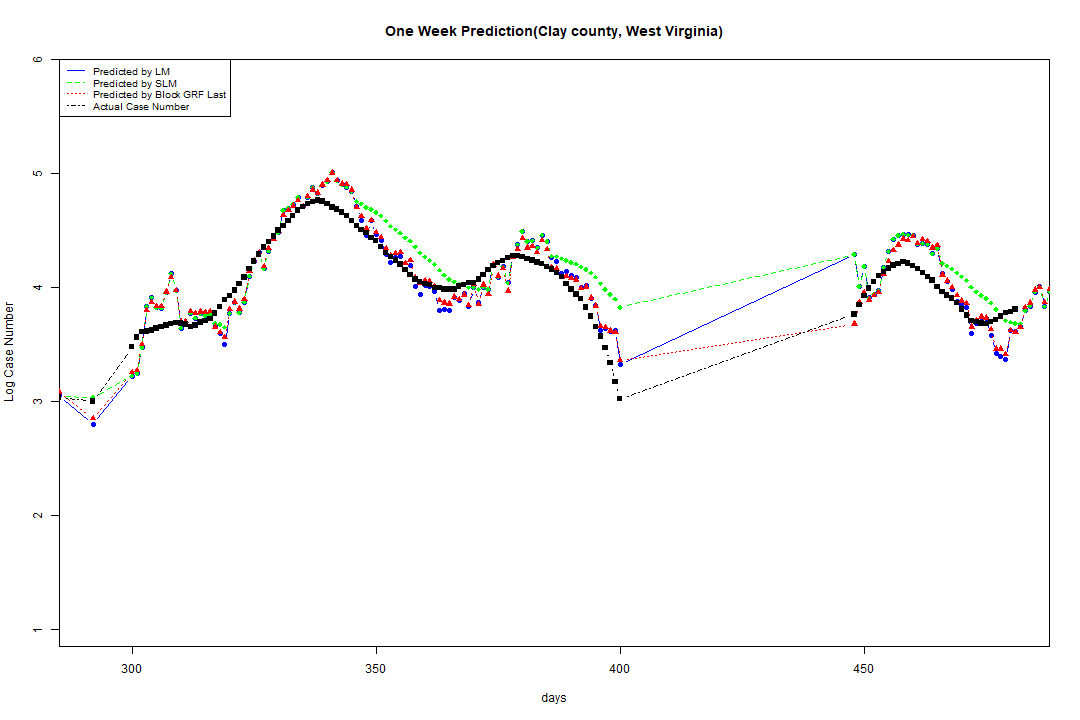 One Week Prediction(Clay county, West Virginia)
Predicted by LM
Predicted by SLM
Predicted by Block GRF Last
Actual Case Number
6
5
4
3
2
1
Log Case Number
300 350 400 450
days